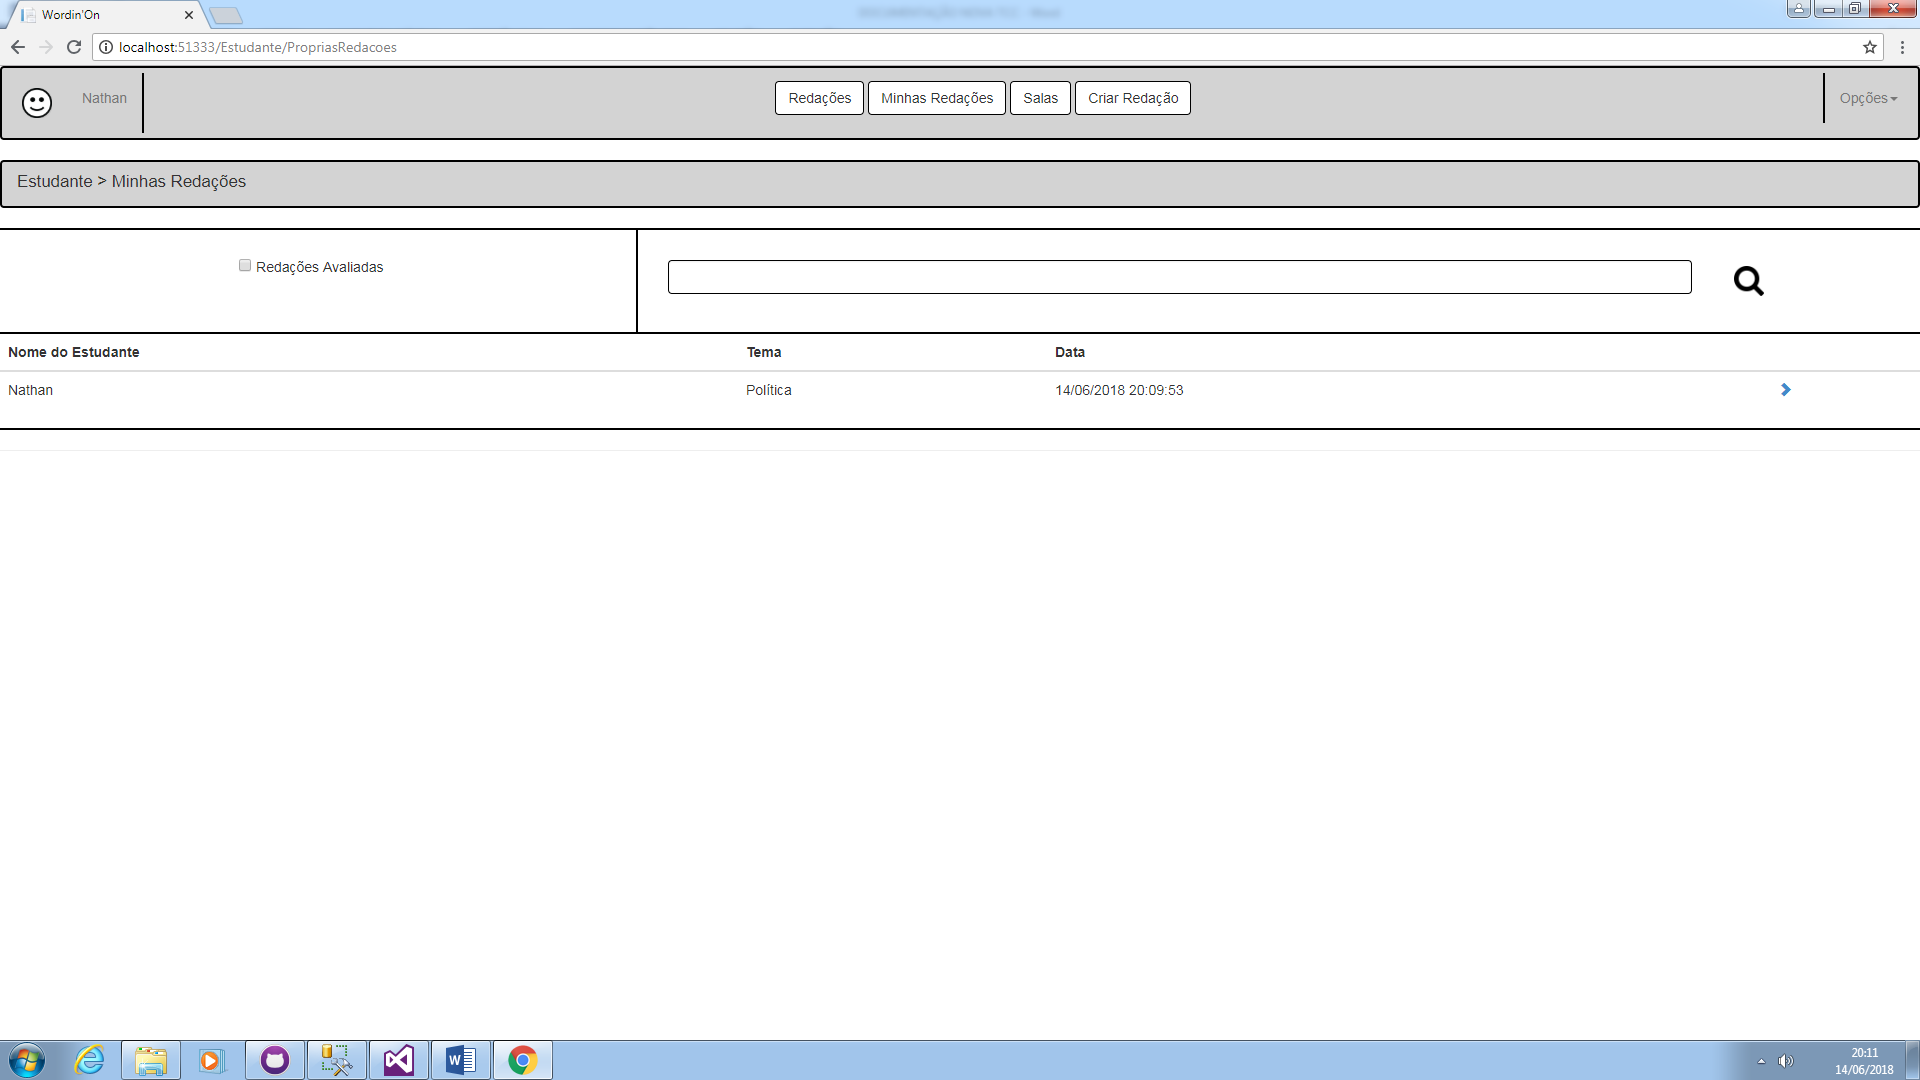 Wordin'On
localhost:51333/Estudante/PropriasRedacoes
Nathan
Redações
Minhas Redações
Salas
Criar Redação
Opções
Estudante > Minhas Redações
Redações Avaliadas
Nome do Estudante Tema Data
Nathan Política 14/06/2018 20:09:53
20:11
14/06/2018